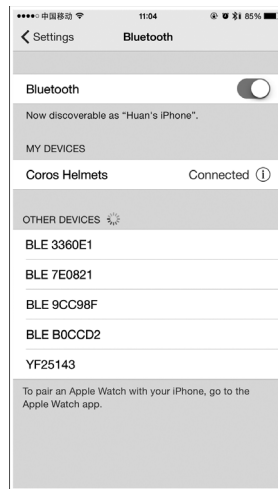 中国移动 11:04 85%
Settings Bluetooth
Bluetooth
Now discoverable as “Huan's iPhone”.
MY DEVICES
Coros Helmets Connected i
OTHER DEVICES
BLE 3360E1
BLE 7E0821
BLE 9CC98F
BLE B0CCD2
YF25143
To pair an Apple Watch with your iPhone, go to the
Apple Watch app.